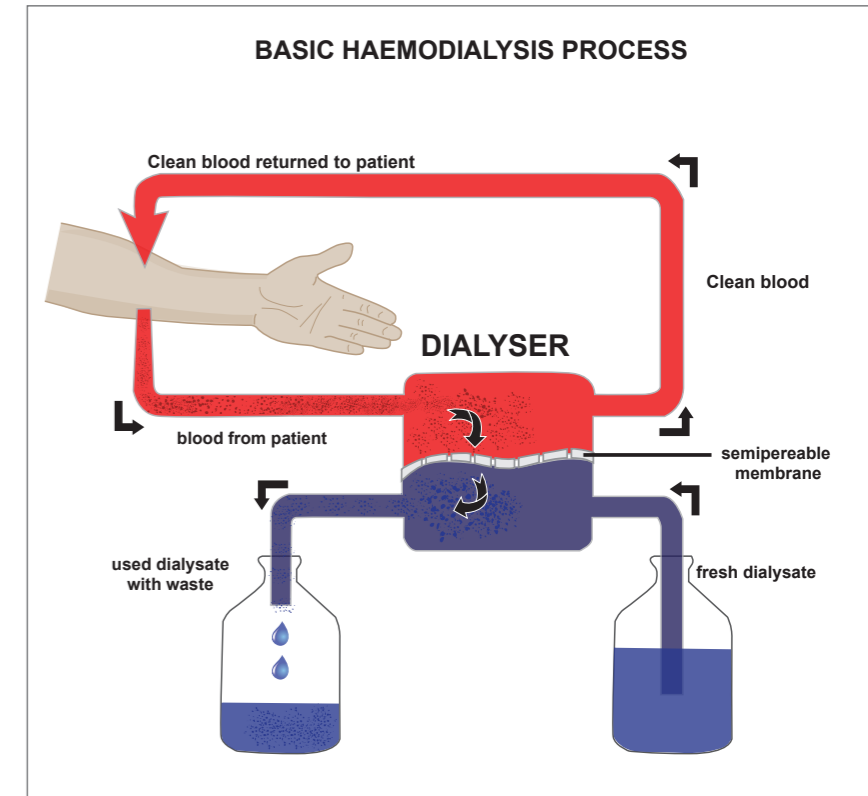 BASIC HAEMODIALYSIS PROCESS
Clean blood returned to patient
Clean blood
DIALYSER
blood from patient
semipereable
membrane
used dialysate
with waste
fresh dialysate